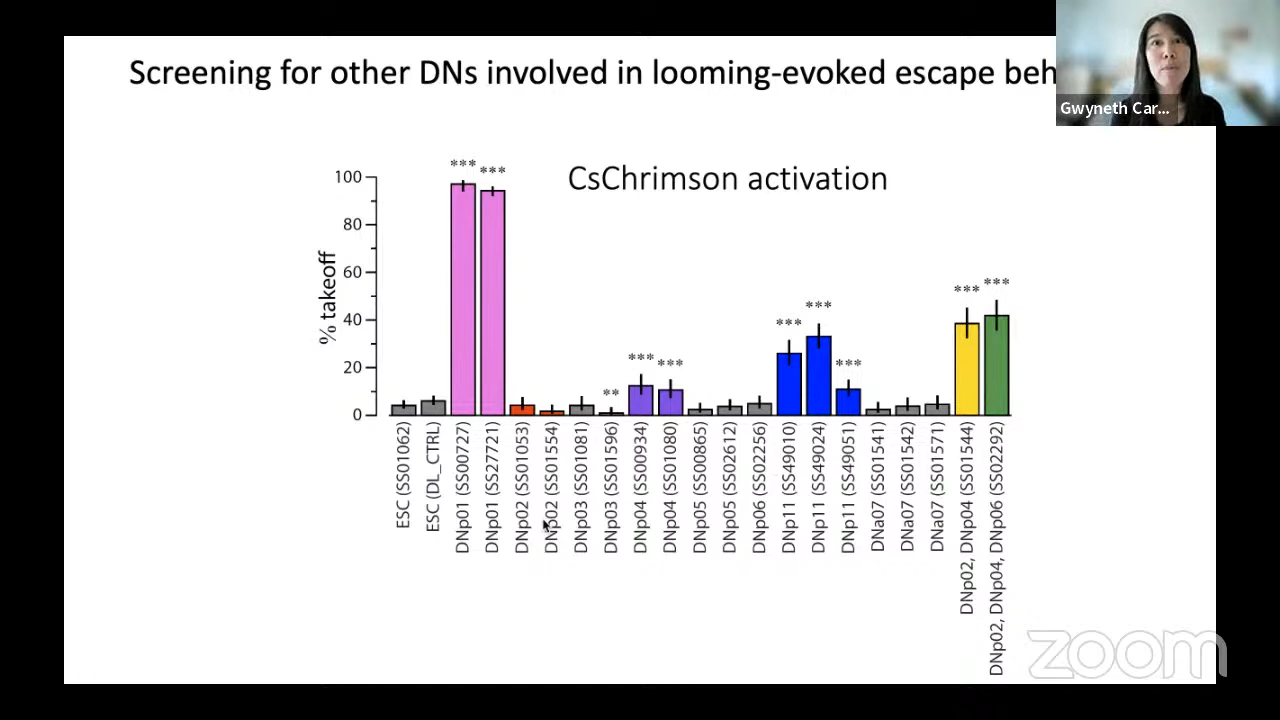 Screening for other DNs involved in looming-evoked escape beh
Gwyneth Car...
CsChrimson activation
% takeoff
100
80
60
40
20
0
***
***
**
***
***
***
***
***
***
***
ESC (SS01062)
ESC (DL_CTRL)
DNp01 (SS00727)
DNp01 (SS27721)
DNp02 (SS01053)
DNp02 (SS01554)
DNp03 (SS01081)
DNp03 (SS01596)
DNp04 (SS00934)
DNp04 (SS01080)
DNp05 (SS00865)
DNp05 (SS02612)
DNp06 (SS02256)
DNp11 (SS49010)
DNp11 (SS49024)
DNp11 (SS49051)
DNa07 (SS01541)
DNa07 (SS01542)
DNa07 (SS01571)
DNp02, DNp04 (SS01544)
DNp02, DNp04, DNp06 (SS02292)
zoom